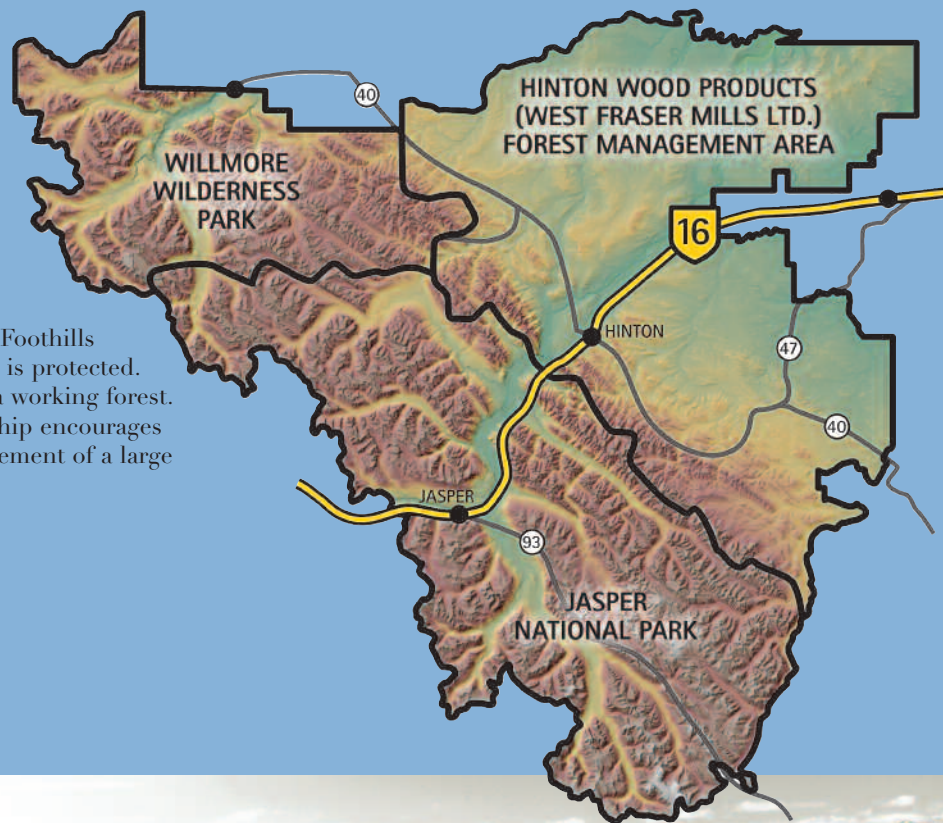 40
HINTON WOOD PRODUCTS
(WEST FRASER MILLS LTD.)
FOREST MANAGEMENT AREA
WILLMORE
WILDERNESS
PARK
16
Foothills
is protected.
working forest.
hip encourages
ement of a large
HINTON
47
40
JASPER
93
JASPER
NATIONAL PARK